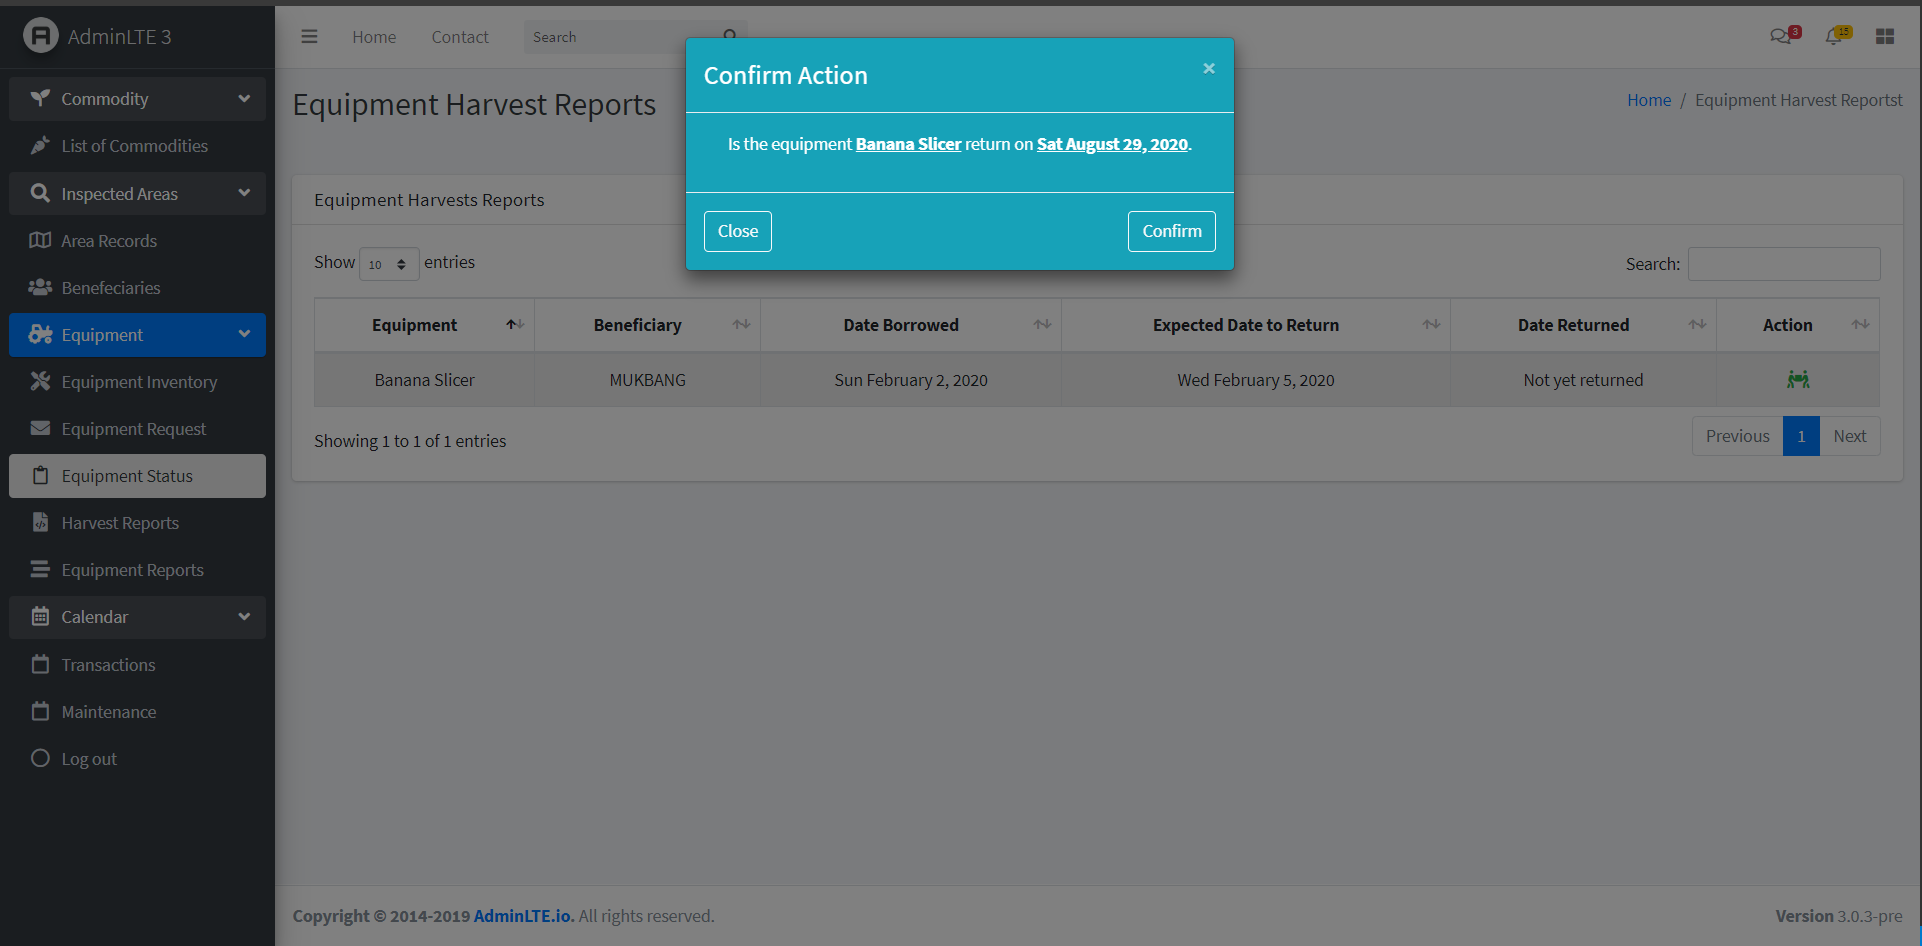 AdminLTE 3
Commodity
List of Commodities
Inspected Areas
Area Records
Benefeciaries
Equipment
Equipment Inventory
Equipment Request
Equipment Status
Harvest Reports
Equipment Reports
Calendar
Transactions
Maintenance
Log out
Home Contact Search 3 15
Equipment Harvest Reports
Home / Equipment Harvest Reportst
Confirm Action ×
Is the equipment Banana Slicer return on Sat August 29, 2020.
Close Confirm
Equipment Harvests Reports
Show 10 entries Search:
Equipment Beneficiary Date Borrowed Expected Date to Return Date Returned Action
Banana Slicer MUKBANG Sun February 2, 2020 Wed February 5, 2020 Not yet returned
Showing 1 to 1 of 1 entries Previous 1 Next
Copyright © 2014-2019 AdminLTE.io. All rights reserved. Version 3.0.3-pre